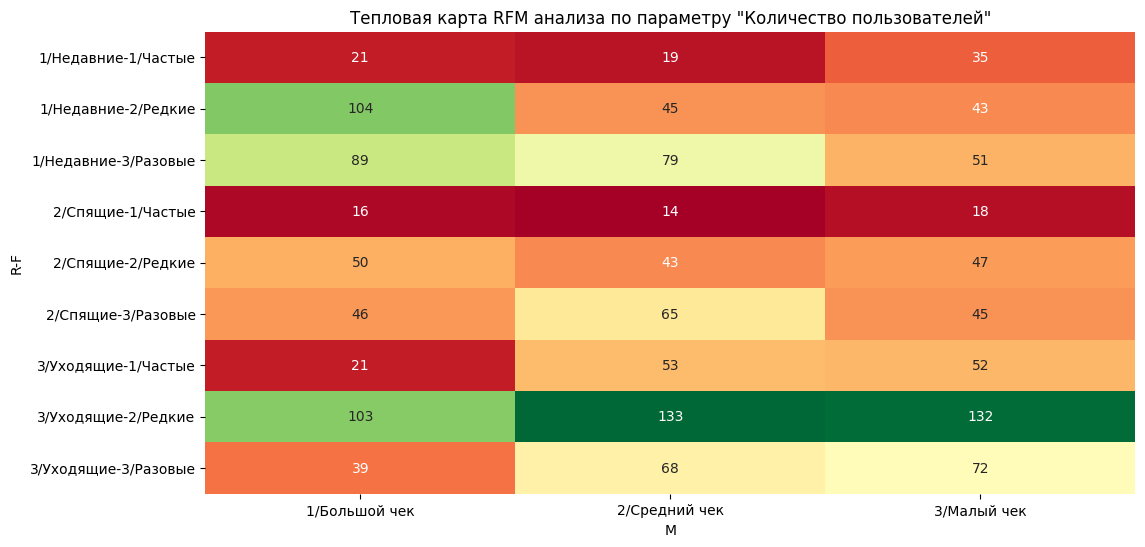 Тепловая карта RFM анализа по параметру "Количество пользователей"
R-F
1/Недавние-1/Частые 21 19 35
1/Недавние-2/Редкие 104 45 43
1/Недавние-3/Разовые 89 79 51
2/Спящие-1/Частые 16 14 18
2/Спящие-2/Редкие 50 43 47
2/Спящие-3/Разовые 46 65 45
3/Уходящие-1/Частые 21 53 52
3/Уходящие-2/Редкие 103 133 132
3/Уходящие-3/Разовые 39 68 72
1/Большой чек 2/Средний чек 3/Малый чек
M